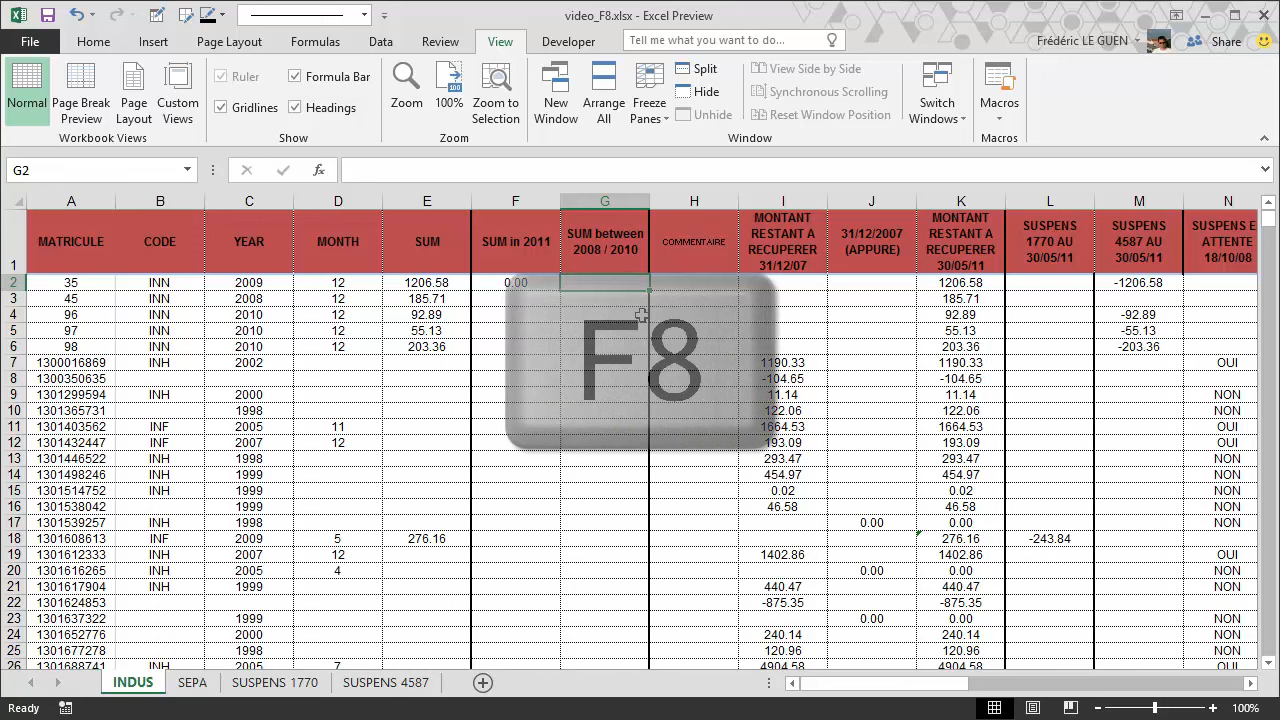 video_F8.xlsx - Excel Preview
File Home Insert Page Layout Formulas Data Review View Developer Tell me what you want to do... Frédéric LE GUEN Share
Normal Page Break Preview Page Layout Custom Views
Ruler Formula Bar
Gridlines Headings
Zoom 100% Zoom to Selection
New Window Arrange All Freeze Panes
Split
Hide
Unhide
View Side by Side
Synchronous Scrolling
Reset Window Position
Switch Windows Macros
Workbook Views Show Zoom Window Macros
G2 fx
A B C D E F G H I J K L M N
1 MATRICULE CODE YEAR MONTH SUM SUM in 2011 SUM between 2008 / 2010 COMMENTAIRE MONTANT RESTANT A RECUPERER 31/12/07 31/12/2007 (APPURE) MONTANT RESTANT A RECUPERER 30/05/11 SUSPENS 1770 AU 30/05/11 SUSPENS 4587 AU 30/05/11 SUSPENS E ATTENTE 18/10/08
2 35 INN 2009 12 1206.58 0.00 1206.58 -1206.58
3 45 INN 2008 12 185.71 185.71
4 96 INN 2010 12 92.89 92.89 -92.89
5 97 INN 2010 12 55.13 55.13 -55.13
6 98 INN 2010 12 203.36 203.36 -203.36
7 1300016869 INH 2002 1190.33 1190.33 OUI
8 1300350635 -104.65 -104.65
9 1301299594 INH 2000 11.14 11.14 NON
10 1301365731 1998 122.06 122.06 NON
11 1301403562 INF 2005 11 1664.53 1664.53 OUI
12 1301432447 INF 2007 12 193.09 193.09 OUI
13 1301446522 INH 1998 293.47 293.47 NON
14 1301498246 INH 1999 454.97 454.97 NON
15 1301514752 INH 1999 0.02 0.02 NON
16 1301538042 1999 46.58 46.58 NON
17 1301539257 INH 1998 0.00 0.00 NON
18 1301608613 INF 2009 5 276.16 276.16 -243.84
19 1301612333 INH 2007 12 1402.86 1402.86 OUI
20 1301616265 INH 2005 4 0.00 0.00 NON
21 1301617904 INH 1999 440.47 440.47 NON
22 1301624853 -875.35 -875.35
23 1301637322 1999 0.00 0.00 NON
24 1301652776 2000 240.14 240.14 NON
25 1301677278 1998 120.96 120.96 NON
26 1301688741 INH 2005 7 4904.58 4904.58 OUI
F8
INDUS SEPA SUSPENS 1770 SUSPENS 4587
Ready 100%